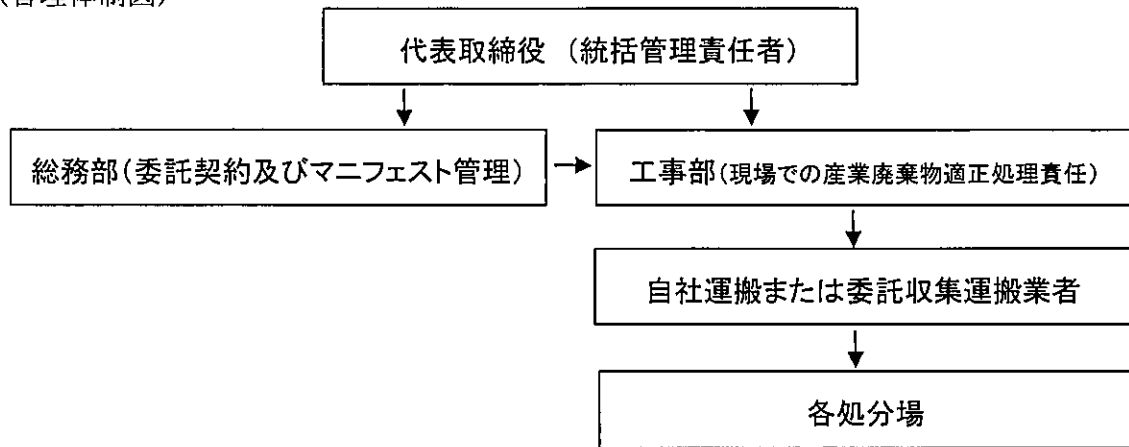 (管理体制図)
代表取締役 (統括管理責任者)
総務部(委託契約及びマニフェスト管理)
工事部(現場での産業廃棄物適正処理責任)
自社運搬または委託収集運搬業者
各処分場